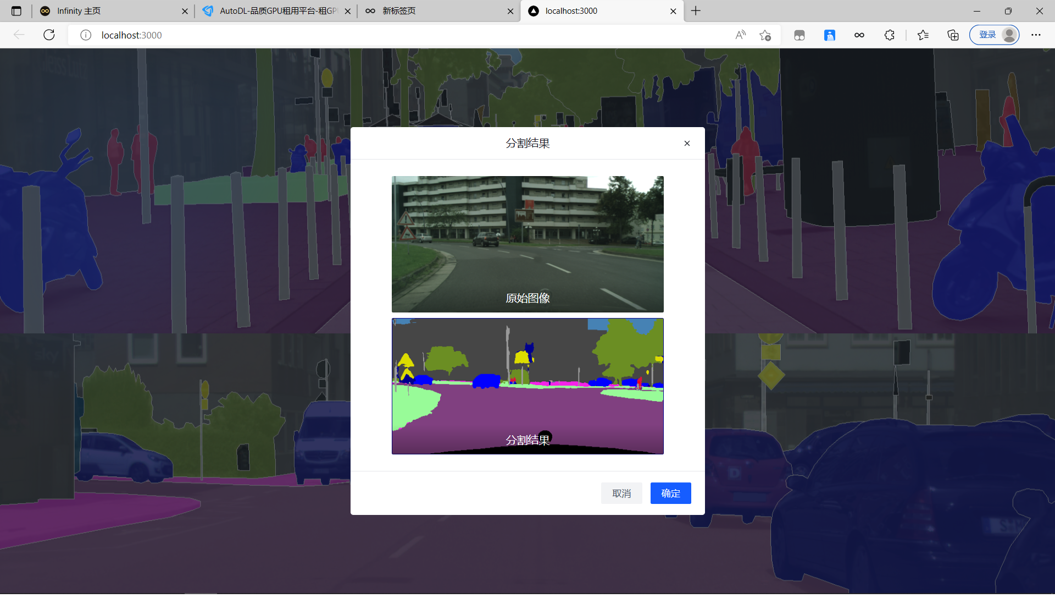 Infinity 主页
AutoDL-品质GPU租用平台-租GP
新标签页
localhost:3000
localhost:3000
登录
分割结果
原始图像
分割结果
取消
确定